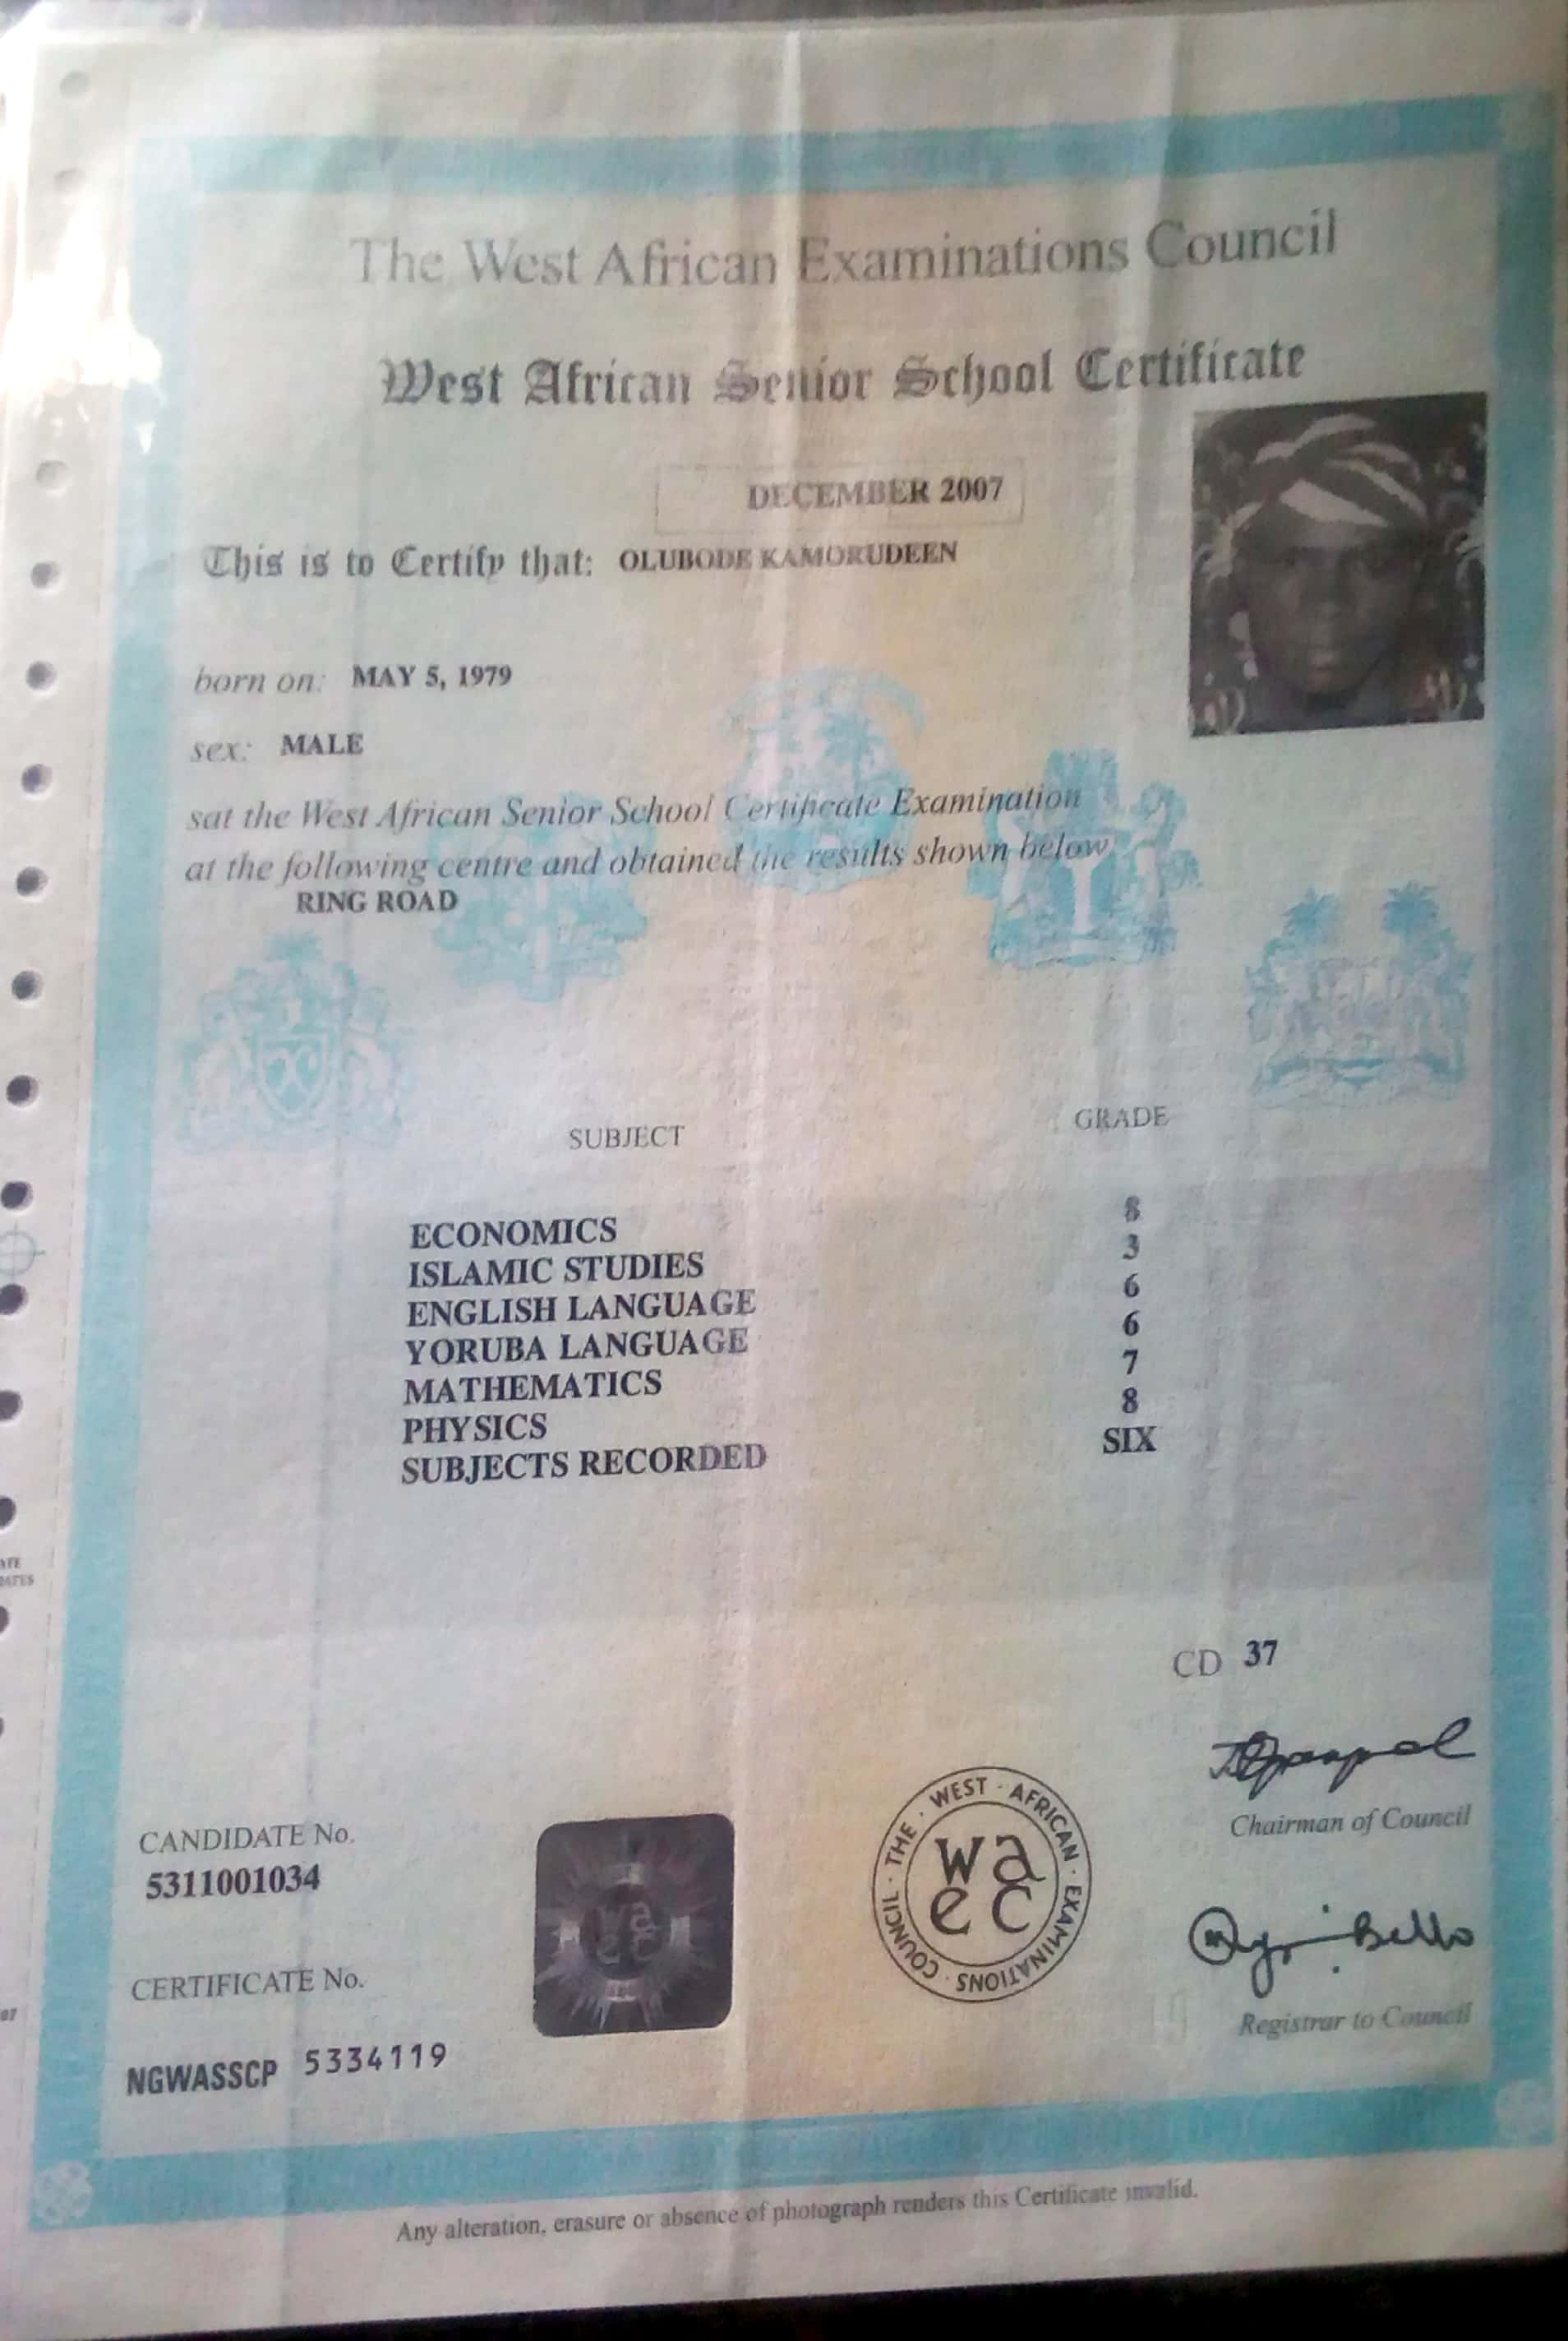 The West African Examinations Council
West African Senior School Certificate
DECEMBER 2007
This is to Certify that: OLUBODE KAMORUDEEN
born on: MAY 5, 1979
sex: MALE
sat the West African Senior School Certificate Examination
at the following centre and obtained the results shown below
RING ROAD
SUBJECT GRADE
ECONOMICS 8
ISLAMIC STUDIES 3
ENGLISH LANGUAGE 6
YORUBA LANGUAGE 6
MATHEMATICS 7
PHYSICS 8
SUBJECTS RECORDED SIX
CD 37
Chairman of Council
CANDIDATE No.
5311001034
THE · WEST · AFRICAN · EXAMINATIONS · COUNCIL ·
wa
ec
wa
ec
Bello
Registrar to Council
CERTIFICATE No.
NGWASSCP 5334119
Any alteration, erasure or absence of photograph renders this Certificate invalid.